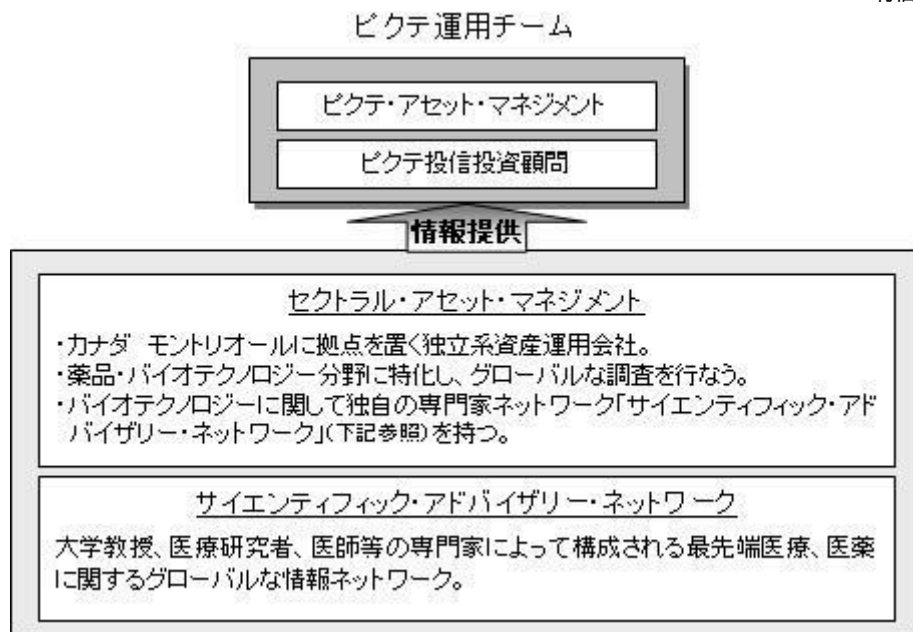 ピクテ運用チーム
ピクテ・アセット・マネジメント
ピクテ投信投資顧問
情報提供
セクトラル・アセット・マネジメント
・カナダ モントリオールに拠点を置く独立系資産運用会社。
・薬品・バイオテクノロジー分野に特化し、グローバルな調査を行なう。
・バイオテクノロジーに関して独自の専門家ネットワーク「サイエンティフィック・アド
バイザリー・ネットワーク」(下記参照)を持つ。
サイエンティフィック・アドバイザリー・ネットワーク
大学教授、医療研究者、医師等の専門家によって構成される最先端医療、医薬
に関するグローバルな情報ネットワーク。